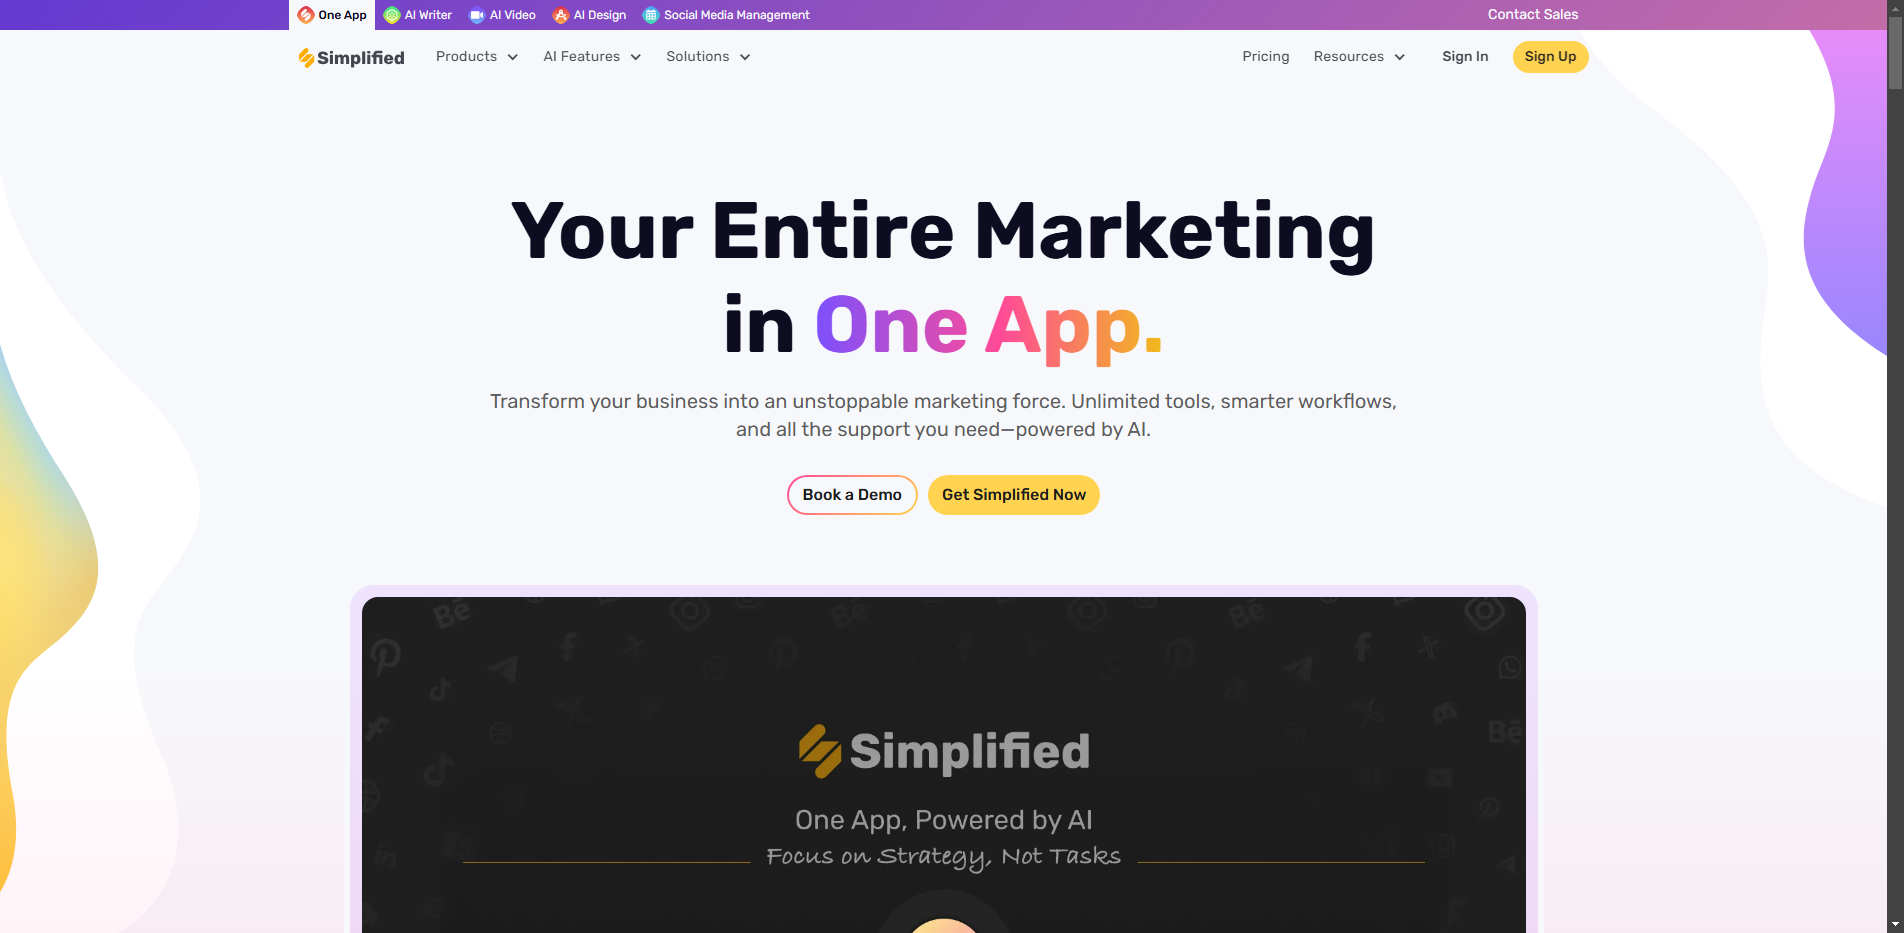 One App AI Writer AI Video AI Design Social Media Management Contact Sales
Simplified Products AI Features Solutions Pricing Resources Sign In Sign Up
Your Entire Marketing
in One App.
Transform your business into an unstoppable marketing force. Unlimited tools, smarter workflows,
and all the support you need—powered by AI.
Book a Demo Get Simplified Now
Simplified
One App, Powered by AI
Focus on Strategy, Not Tasks